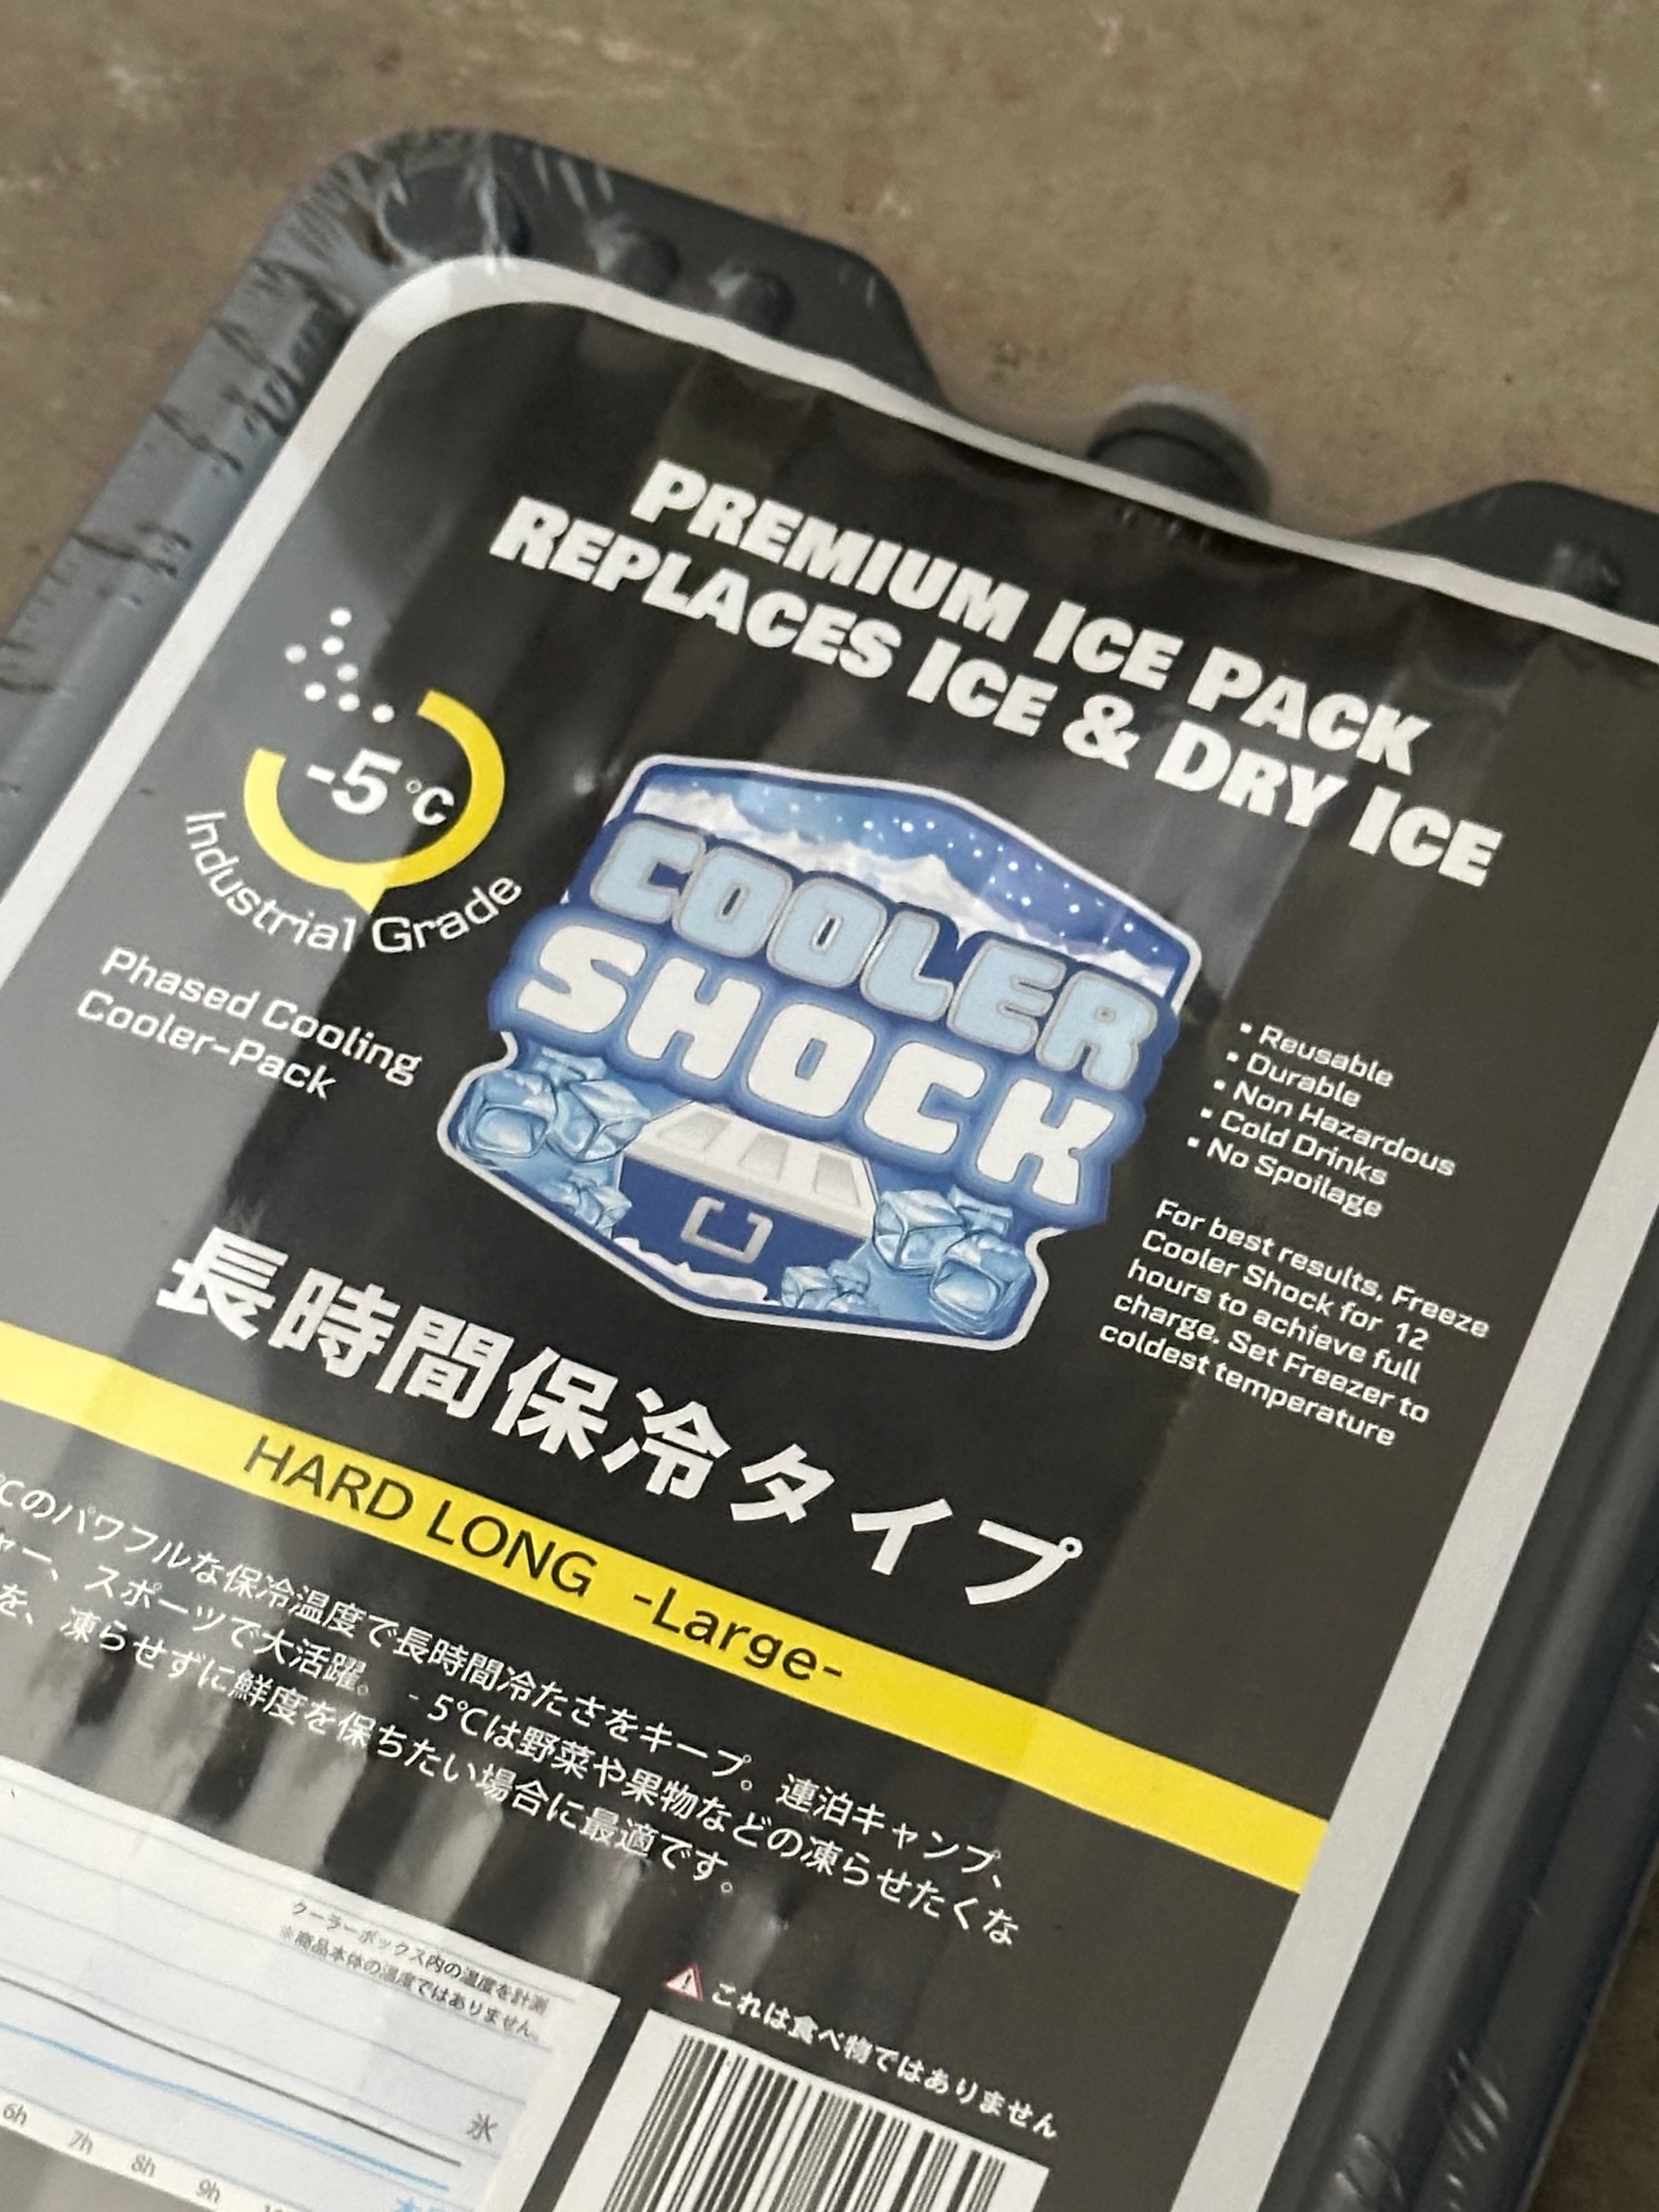 PREMIUM ICE PACK
REPLACES ICE & DRY ICE
-5℃
Industrial Grade
Phased Cooling
Cooler-Pack
COOLER
SHOCK
▪ Reusable
▪ Durable
▪ Non Hazardous
▪ Cold Drinks
▪ No Spoilage
For best results, Freeze
Cooler Shock for 12
hours to achieve full
charge. Set Freezer to
coldest temperature
長時間保冷タイプ
HARD LONG -Large-
℃のパワフルな保冷温度で長時間冷たさをキープ。連泊キャンプ、
ャー、スポーツで大活躍。-5℃は野菜や果物などの凍らせたくな
を、凍らせずに鮮度を保ちたい場合に最適です。
クーラーボックス内の温度を計測
※商品本体の温度ではありません。
氷
6h 7h 8h 9h
これは食べ物ではありません